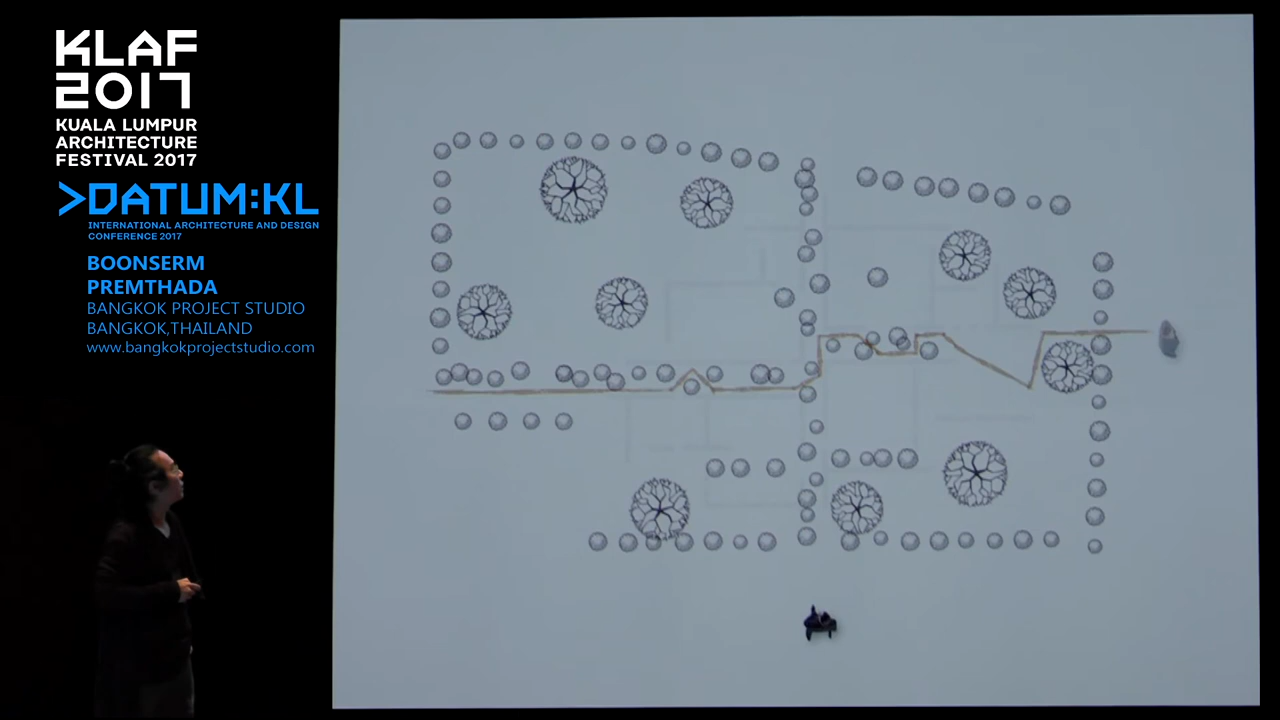 KLAF
2017
KUALA LUMPUR
ARCHITECTURE
FESTIVAL 2017
>DATUM:KL
INTERNATIONAL ARCHITECTURE AND DESIGN
CONFERENCE 2017
BOONSERM
PREMTHADA
BANGKOK PROJECT STUDIO
BANGKOK,THAILAND
www.bangkokprojectstudio.com